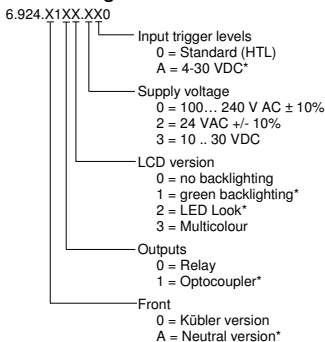 6.924.X1XX.XX0
Input trigger levels
0 = Standard (HTL)
A = 4-30 VDC*
Supply voltage
0 = 100... 240 V AC ± 10%
2 = 24 VAC +/- 10%
3 = 10 .. 30 VDC
LCD version
0 = no backlighting
1 = green backlighting*
2 = LED Look*
3 = Multicolour
Outputs
0 = Relay
1 = Optocoupler*
Front
0 = Kübler version
A = Neutral version*